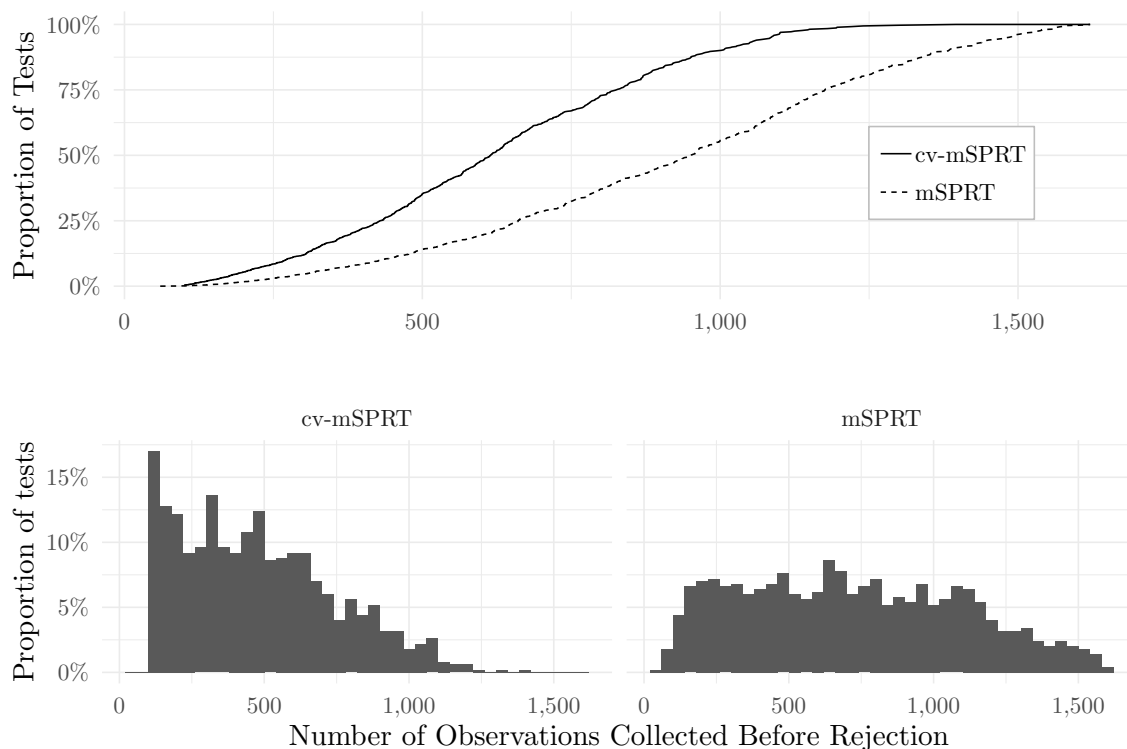 Proportion of Tests
100%
75%
50%
25%
0%
cv-mSPRT
mSPRT
0 500 1,000 1,500
cv-mSPRT mSPRT
Proportion of tests
15%
10%
5%
0%
0 500 1,000 1,500 0 500 1,000 1,500
Number of Observations Collected Before Rejection